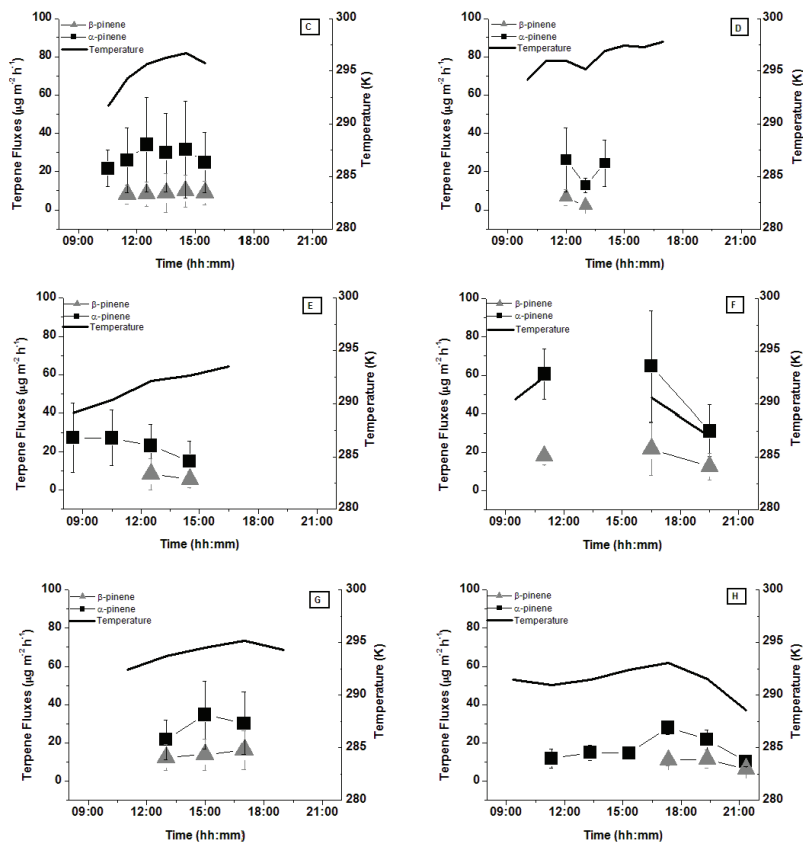 C
β-pinene
α-pinene
Temperature
Terpene Fluxes (μg m⁻² h⁻¹)
100
80
60
40
20
0
300
295
290
285
280
Temperature (K)
09:00 12:00 15:00 18:00 21:00
Time (hh:mm)
D
β-pinene
α-pinene
Temperature
Terpene Fluxes (μg m⁻² h⁻¹)
100
80
60
40
20
0
300
295
290
285
280
Temperature (K)
09:00 12:00 15:00 18:00 21:00
Time (hh:mm)
E
β-pinene
α-pinene
Temperature
Terpene Fluxes (μg m⁻² h⁻¹)
100
80
60
40
20
0
300
295
290
285
280
Temperature (K)
09:00 12:00 15:00 18:00 21:00
Time (hh:mm)
F
β-pinene
α-pinene
Temperature
Terpene Fluxes (μg m⁻² h⁻¹)
100
80
60
40
20
0
300
295
290
285
280
Temperature (K)
09:00 12:00 15:00 18:00 21:00
Time (hh:mm)
G
β-pinene
α-pinene
Temperature
Terpene Fluxes (μg m⁻² h⁻¹)
100
80
60
40
20
0
300
295
290
285
280
Temperature (K)
09:00 12:00 15:00 18:00 21:00
Time (hh:mm)
H
β-pinene
α-pinene
Temperature
Terpene Fluxes (μg m⁻² h⁻¹)
100
80
60
40
20
0
300
295
290
285
280
Temperature (K)
09:00 12:00 15:00 18:00 21:00
Time (hh:mm)